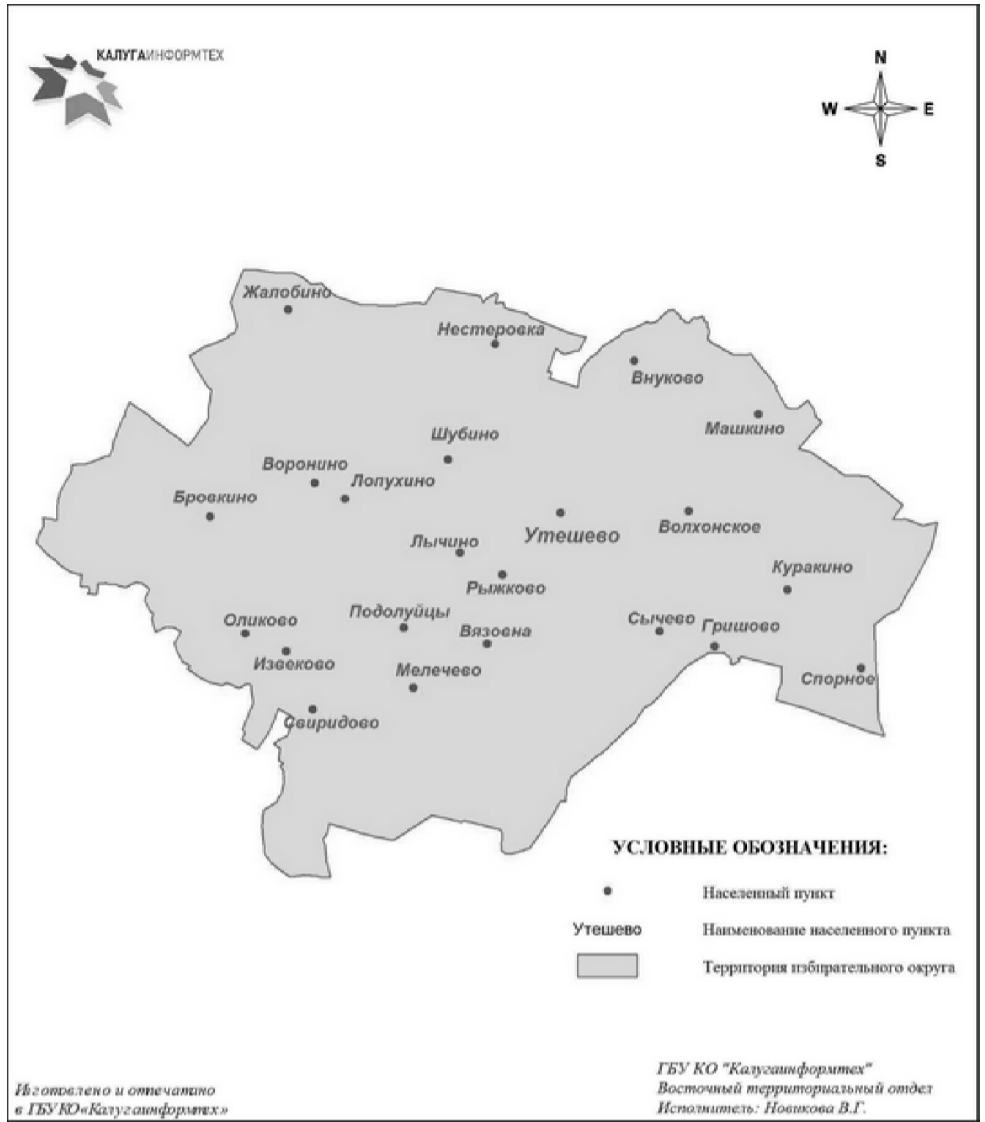 КАЛУГАИНФОРМТЕХ
N
W E
S
Жалобино
Нестеровка
Внуково
Машкино
Шубино
Воронино
Лопухино
Бровкино
Утешево
Волхонское
Лычино
Куракино
Рыжково
Подолуйцы
Оликово
Сычево
Гришово
Вязовна
Извеково
Мелечево
Спорное
Свиридово
УСЛОВНЫЕ ОБОЗНАЧЕНИЯ:
Населенный пункт
Утешево Наименование населенного пункта
Территория избирательного округа
Изготовлено и отпечатано
в ГБУ КО«Калугаинформтех»
ГБУ КО "Калугаинформтех"
Восточный территориальный отдел
Исполнитель: Новикова В.Г.